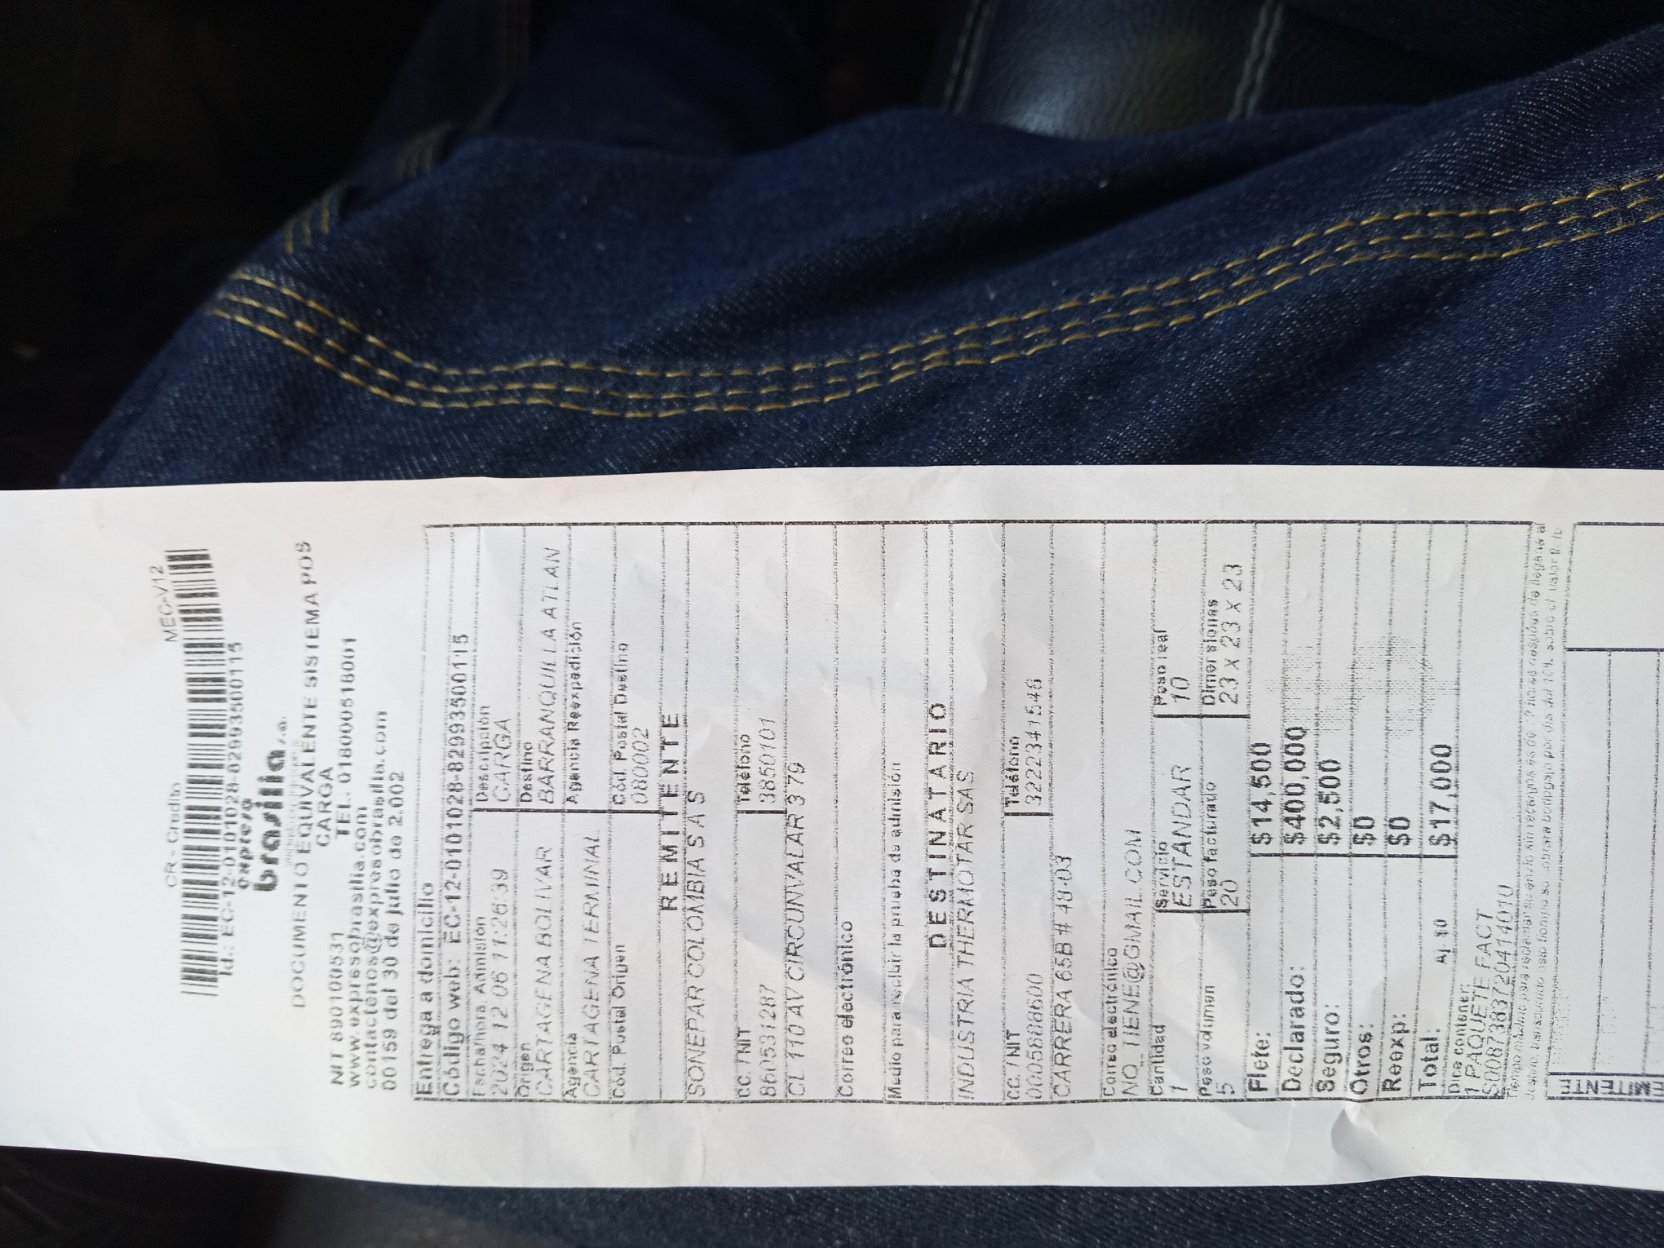 CR - Credito MEC-V12
Id.: EC-12-0101028-82993500115
expreso
brasilia s.a.
DOCUMENTO EQUIVALENTE SISTEMA POS
CARGA
NIT 890100531 TEL. 018000518001
www.expresobrasilia.com
contactenos@expresobrasilia.com
00159 del 30 de julio de 2.002
Entrega a domicilio
Código web: EC-12-0101028-82993500115
Fecha/hora Admisión Descripción
2024 12 06 11:26:39 CARGA
Origen Destino
CARTAGENA BOLIVAR BARRANQUILLA ATLAN
Agencia Agencia Reexpedición
CARTAGENA TERMINAL
Cód. Postal Origen Cód. Postal Destino
080002
REMITENTE
SONEPAR COLOMBIA S A S
CC. / NIT Teléfono
860531287 3850101
CL 110 AV CIRCUNVALAR 3 79
Correo electrónico
Medio para recibir la prueba de admisión
DESTINATARIO
INDUSTRIA THERMOTAR SAS
CC. / NIT Teléfono
0005808600 3222341546
CARRERA 65B # 48-03
Correo electrónico
NO_TIENE@GMAIL.COM
Cantidad Servicio Peso real
1 ESTANDAR 10
Peso volumen Peso facturado Dimensiones
5 20 23 x 23 x 23
Flete: $14,500
Declarado: $400,000
Seguro: $2,500
Otros: $0
Reexp: $0
Total: Aj. $0 $17,000
Dice contener:
1 PAQUETE FACT
REMITENTE